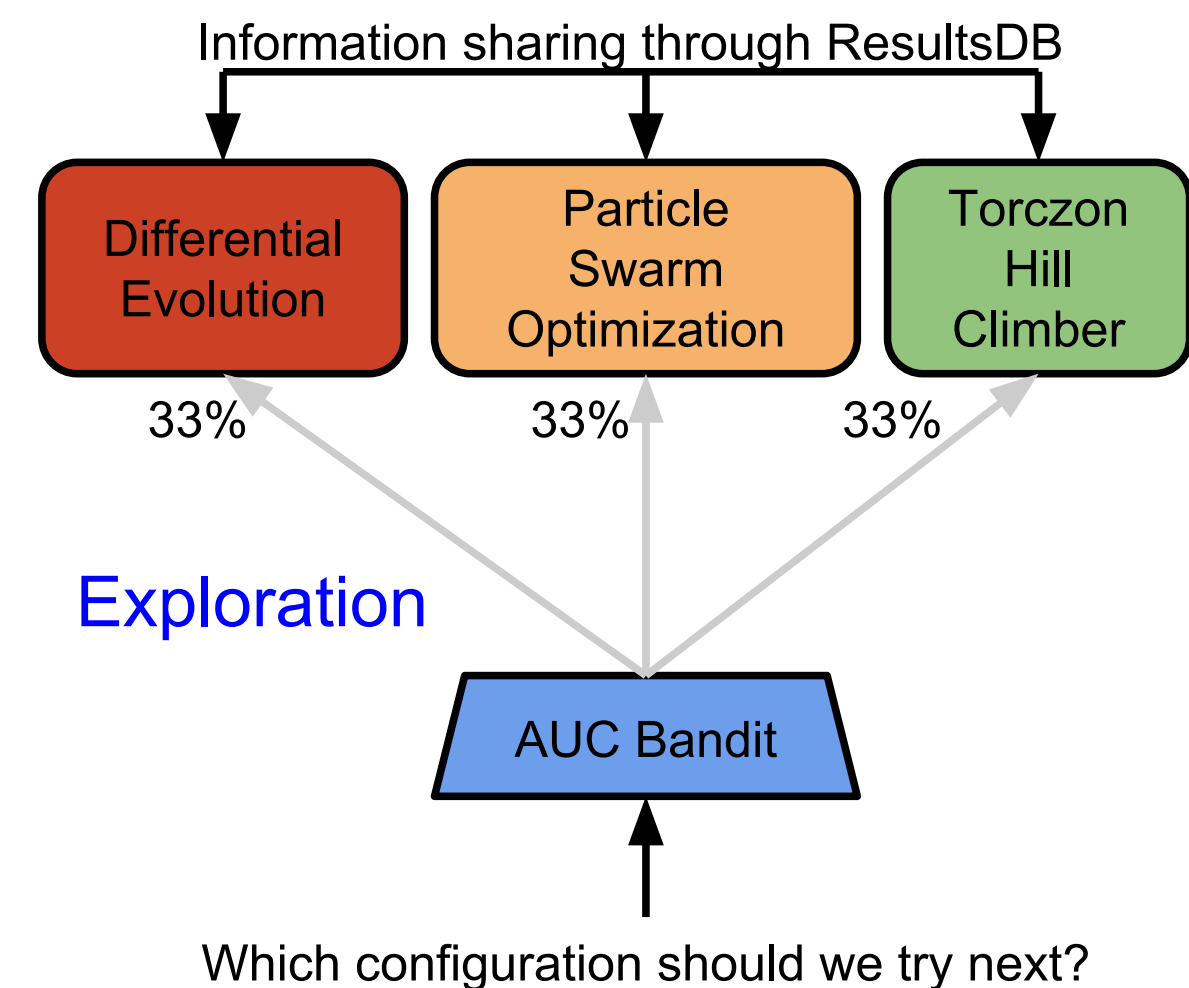 Information sharing through ResultsDB
Differential
Evolution
Particle
Swarm
Optimization
Torczon
Hill
Climber
33%
33%
33%
Exploration
AUC Bandit
Which configuration should we try next?